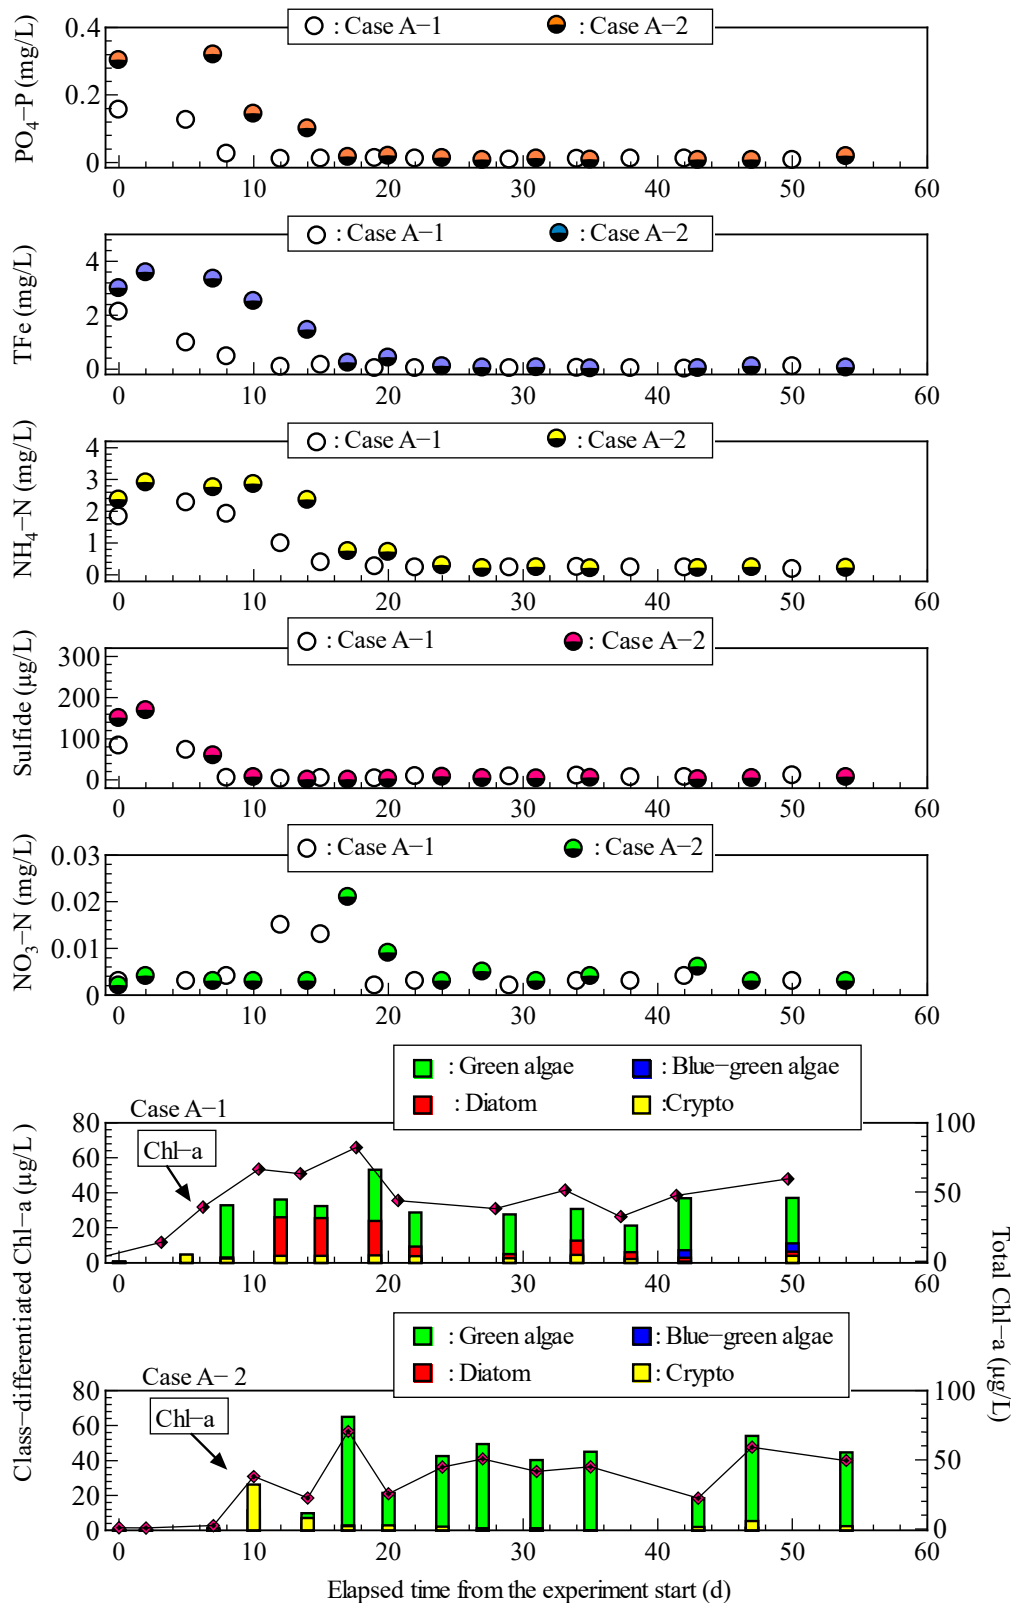 : Case A−1 : Case A−2
PO₄−P (mg/L)
0.4
0.2
0
0 10 20 30 40 50 60
: Case A−1 : Case A−2
TFe (mg/L)
4
2
0
0 10 20 30 40 50 60
: Case A−1 : Case A−2
NH₄−N (mg/L)
4
3
2
1
0
0 10 20 30 40 50 60
: Case A−1 : Case A−2
Sulfide (μg/L)
300
200
100
0
0 10 20 30 40 50 60
: Case A−1 : Case A−2
NO₃−N (mg/L)
0.03
0.02
0.01
0
0 10 20 30 40 50 60
: Green algae : Blue−green algae
: Diatom :Crypto
Case A−1
Chl−a
80
60
40
20
0
100
50
0
Class−differentiated Chl−a (μg/L )
Total Chl−a (μg/L)
: Green algae : Blue−green algae
: Diatom : Crypto
Case A− 2
Chl−a
80
60
40
20
0
100
50
0
0 10 20 30 40 50 60
Elapsed time from the experiment start (d)